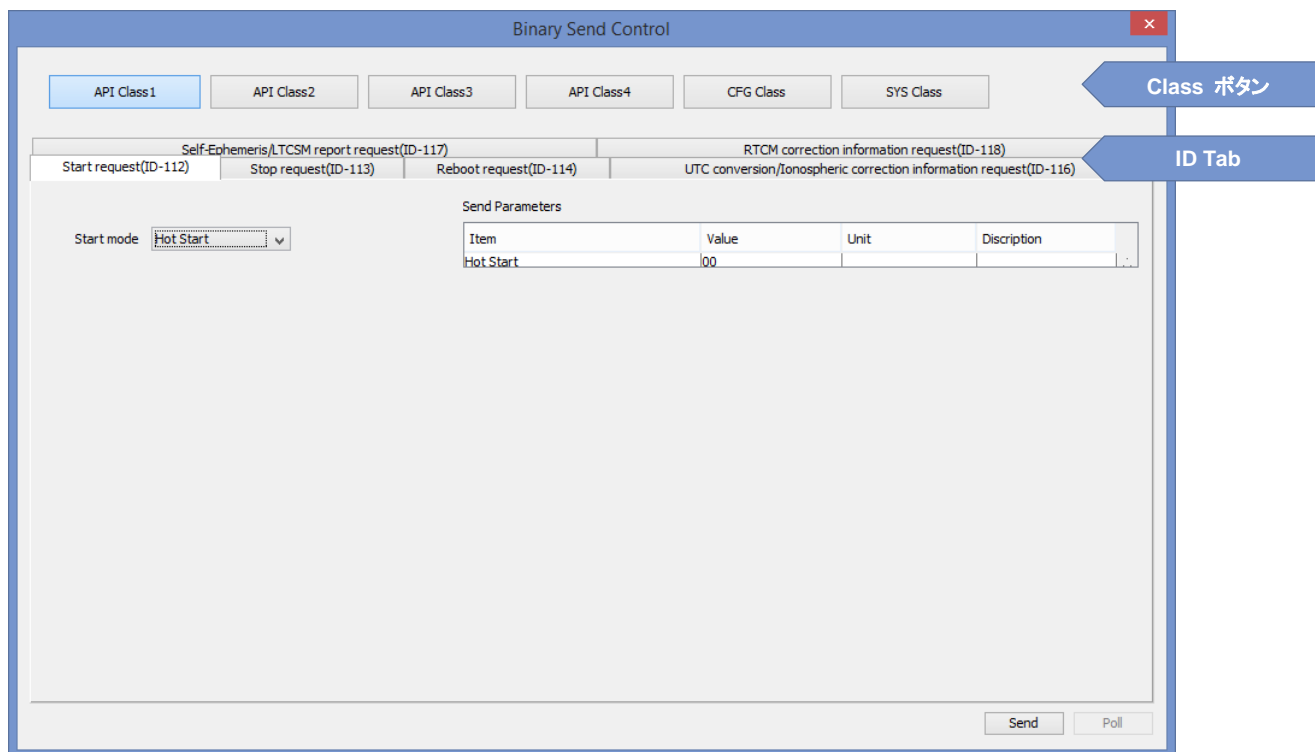 Binary Send Control
API Class1 API Class2 API Class3 API Class4 CFG Class SYS Class
Class ボタン
Self-Ephemeris/LTCSM report request(ID-117) RTCM correction information request(ID-118)
ID Tab
Start request(ID-112) Stop request(ID-113) Reboot request(ID-114) UTC conversion/Ionospheric correction information request(ID-116)
Send Parameters
Start mode Hot Start
Item Value Unit Discription
Hot Start 00
Send Poll